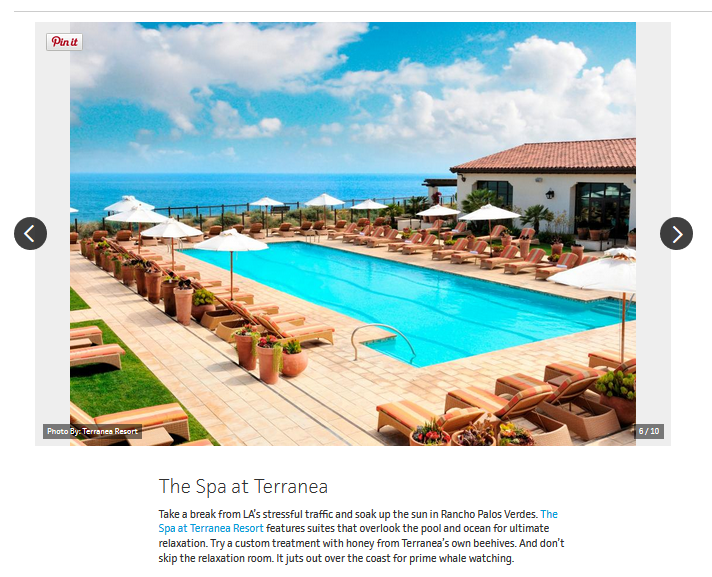 Pin it
Photo By: Terranea Resort
6 / 10
The Spa at Terranea
Take a break from LA's stressful traffic and soak up the sun in Rancho Palos Verdes. The
Spa at Terranea Resort features suites that overlook the pool and ocean for ultimate
relaxation. Try a custom treatment with honey from Terranea's own beehives. And don't
skip the relaxation room. It juts out over the coast for prime whale watching.